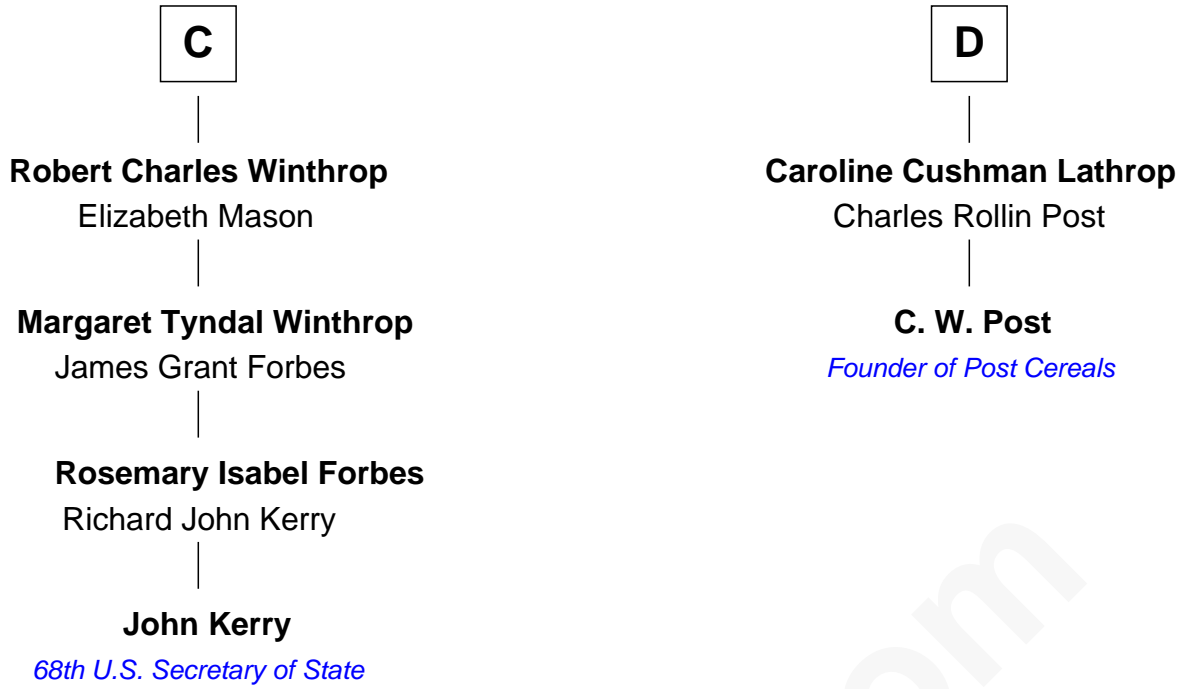 C
Robert Charles Winthrop
Elizabeth Mason
Margaret Tyndal Winthrop
James Grant Forbes
Rosemary Isabel Forbes
Richard John Kerry
John Kerry
68th U.S. Secretary of State
D
Caroline Cushman Lathrop
Charles Rollin Post
C. W. Post
Founder of Post Cereals
om